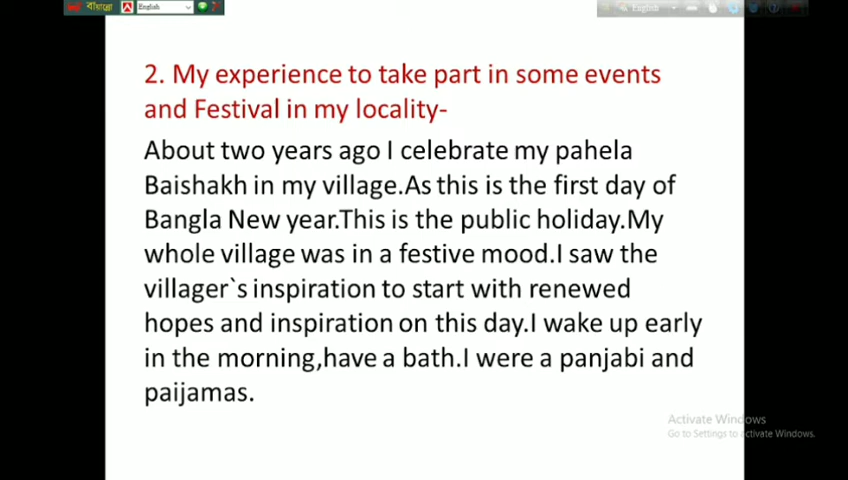 বাংলা English
English
2. My experience to take part in some events
and Festival in my locality-
About two years ago I celebrate my pahela
Baishakh in my village.As this is the first day of
Bangla New year.This is the public holiday.My
whole village was in a festive mood.I saw the
villager`s inspiration to start with renewed
hopes and inspiration on this day.I wake up early
in the morning,have a bath.I were a panjabi and
paijamas.
Activate Windows
Go to Settings to activate Windows.